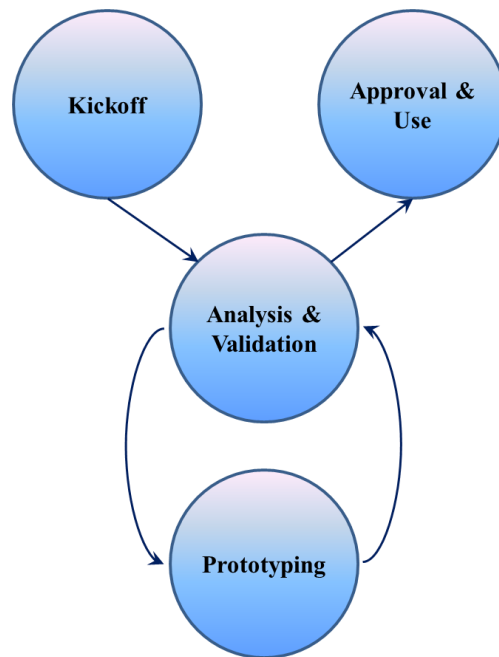 Kickoff
Approval &
Use
Analysis &
Validation
Prototyping